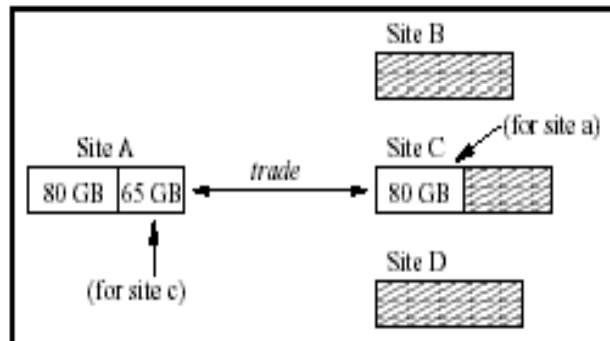 Site B
(for site a)
Site A
trade
Site C
80 GB
65 GB
80 GB
(for site c)
Site D